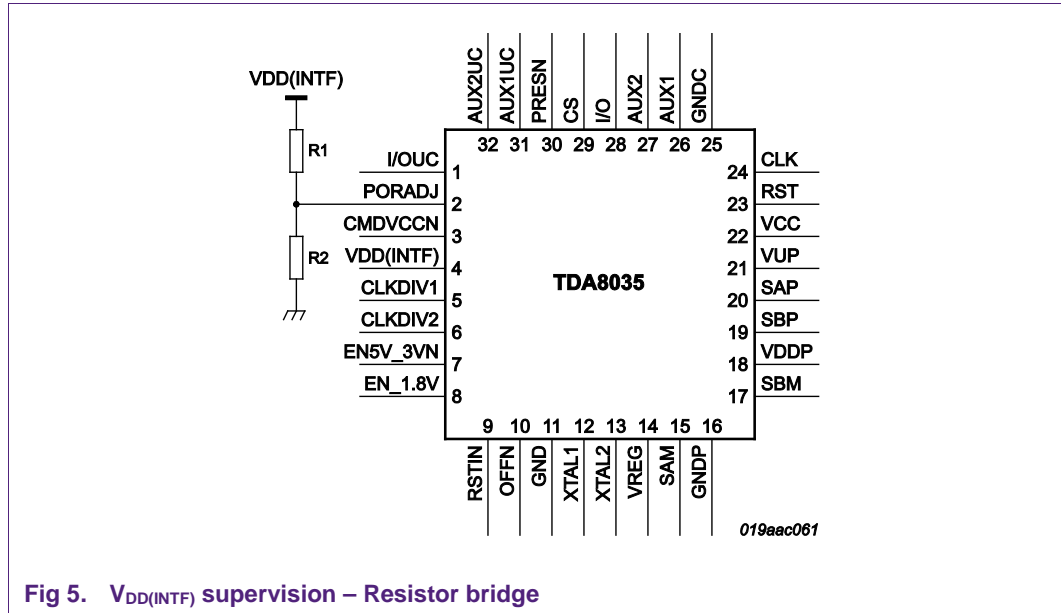 AUX2UC
AUX1UC
PRESN
CS
I/O
AUX2
AUX1
GNDC
VDD(INTF)
32 31 30 29 28 27 26 25
R1
I/OUC
1
24
CLK
PORADJ
2
23
RST
CMDVCCN
3
22
VCC
R2
VDD(INTF)
4
21
VUP
TDA8035
CLKDIV1
5
20
SAP
CLKDIV2
6
19
SBP
EN5V_3VN
7
18
VDDP
EN_1.8V
8
17
SBM
9 10 11 12 13 14 15 16
RSTIN
OFFN
GND
XTAL1
XTAL2
VREG
SAM
GNDP
019aac061
Fig 5. VDD(INTF) supervision – Resistor bridge